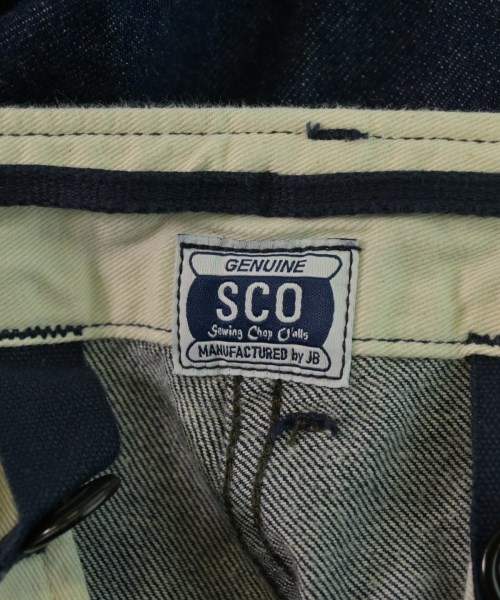 GENUINE
SCO
Sewing Chop O'alls
MANUFACTURED by JB